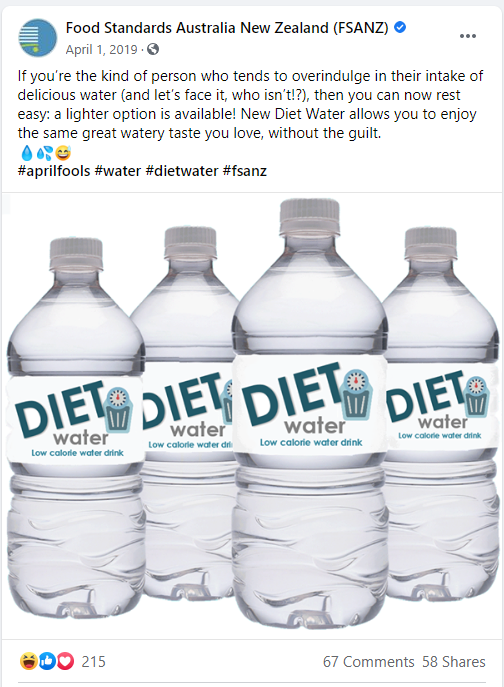 Food Standards Australia New Zealand (FSANZ)
April 1, 2019 ·
If you're the kind of person who tends to overindulge in their intake of
delicious water (and let's face it, who isn't!?), then you can now rest
easy: a lighter option is available! New Diet Water allows you to enjoy
the same great watery taste you love, without the guilt.
💧💦😅
#aprilfools #water #dietwater #fsanz
DIET
water
Low calorie water drink
DIET
water
Low calorie water dri
DIET
water
Low calorie water drink
DIET
water
Low calorie water drink
215
67 Comments 58 Shares